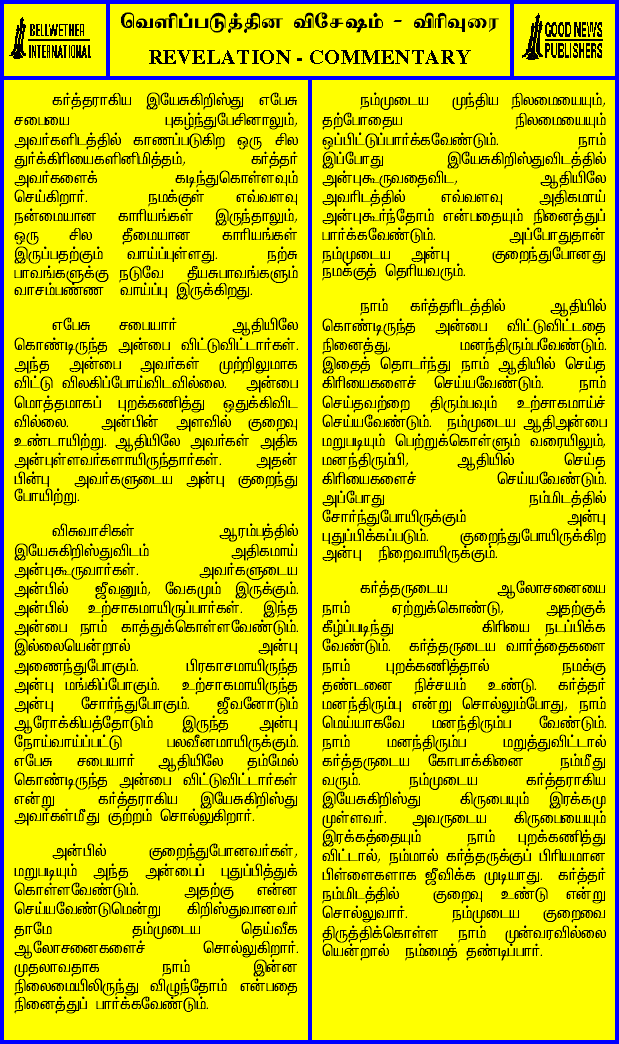 BELLWETHER
INTERNATIONAL
வெளிப்படுத்தின விசேஷம் - விரிவுரை
REVELATION - COMMENTARY
GOOD NEWS
PUBLISHERS
கர்த்தராகிய இயேசுகிறிஸ்து எபேசு
சபையை புகழ்ந்துபேசினாலும்,
அவர்களிடத்தில் காணப்படுகிற ஒரு சில
துர்க்கிரியைகளினிமித்தம், கர்த்தர்
அவர்களைக் கடிந்துகொள்ளவும்
செய்கிறார். நமக்குள் எவ்வளவு
நன்மையான காரியங்கள் இருந்தாலும்,
ஒரு சில தீமையான காரியங்கள்
இருப்பதற்கும் வாய்ப்புள்ளது. நற்சு
பாவங்களுக்கு நடுவே தீயசுபாவங்களும்
வாசம்பண்ண வாய்ப்பு இருக்கிறது.
எபேசு சபையார் ஆதியிலே
கொண்டிருந்த அன்பை விட்டுவிட்டார்கள்.
அந்த அன்பை அவர்கள் முற்றிலுமாக
விட்டு விலகிப்போய்விடவில்லை. அன்பை
மொத்தமாகப் புறக்கணித்து ஒதுக்கிவிட
வில்லை. அன்பின் அளவில் குறைவு
உண்டாயிற்று. ஆதியிலே அவர்கள் அதிக
அன்புள்ளவர்களாயிருந்தார்கள். அதன்
பின்பு அவர்களுடைய அன்பு குறைந்து
போயிற்று.
விசுவாசிகள் ஆரம்பத்தில்
இயேசுகிறிஸ்துவிடம் அதிகமாய்
அன்புகூருவார்கள். அவர்களுடைய
அன்பில் ஜீவனும், வேகமும் இருக்கும்.
அன்பில் உற்சாகமாயிருப்பார்கள். இந்த
அன்பை நாம் காத்துக்கொள்ளவேண்டும்.
இல்லையென்றால் அன்பு
அணைந்துபோகும். பிரகாசமாயிருந்த
அன்பு மங்கிப்போகும். உற்சாகமாயிருந்த
அன்பு சோர்ந்துபோகும். ஜீவனோடும்
ஆரோக்கியத்தோடும் இருந்த அன்பு
நோய்வாய்ப்பட்டு பலவீனமாயிருக்கும்.
எபேசு சபையார் ஆதியிலே தம்மேல்
கொண்டிருந்த அன்பை விட்டுவிட்டார்கள்
என்று கர்த்தராகிய இயேசுகிறிஸ்து
அவர்கள்மீது குற்றம் சொல்லுகிறார்.
அன்பில் குறைந்துபோனவர்கள்,
மறுபடியும் அந்த அன்பைப் புதுப்பித்துக்
கொள்ளவேண்டும். அதற்கு என்ன
செய்யவேண்டுமென்று கிறிஸ்துவானவர்
தாமே தம்முடைய தெய்வீக
ஆலோசனைகளைச் சொல்லுகிறார்.
முதலாவதாக நாம் இன்ன
நிலைமையிலிருந்து விழுந்தோம் என்பதை
நினைத்துப் பார்க்கவேண்டும்.
நம்முடைய முந்திய நிலமையையும்,
தற்போதைய நிலமையையும்
ஒப்பிட்டுப்பார்க்கவேண்டும். நாம்
இப்போது இயேசுகிறிஸ்துவிடத்தில்
அன்புகூருவதைவிட, ஆதியிலே
அவரிடத்தில் எவ்வளவு அதிகமாய்
அன்புகூர்ந்தோம் என்பதையும் நினைத்துப்
பார்க்கவேண்டும். அப்போதுதான்
நம்முடைய அன்பு குறைந்துபோனது
நமக்குத் தெரியவரும்.
நாம் கர்த்தரிடத்தில் ஆதியில்
கொண்டிருந்த அன்பை விட்டுவிட்டதை
நினைத்து, மனந்திரும்பவேண்டும்.
இதைத் தொடர்ந்து நாம் ஆதியில் செய்த
கிரியைகளைச் செய்யவேண்டும். நாம்
செய்தவற்றை திரும்பவும் உற்சாகமாய்ச்
செய்யவேண்டும். நம்முடைய ஆதிஅன்பை
மறுபடியும் பெற்றுக்கொள்ளும் வரையிலும்,
மனந்திரும்பி, ஆதியில் செய்த
கிரியைகளைச் செய்யவேண்டும்.
அப்போது நம்மிடத்தில்
சோர்ந்துபோயிருக்கும் அன்பு
புதுப்பிக்கப்படும். குறைந்துபோயிருக்கிற
அன்பு நிறைவாயிருக்கும்.
கர்த்தருடைய ஆலோசனையை
நாம் ஏற்றுக்கொண்டு, அதற்குக்
கீழ்ப்படிந்து கிரியை நடப்பிக்க
வேண்டும். கர்த்தருடைய வார்த்தைகளை
நாம் புறக்கணித்தால் நமக்கு
தண்டனை நிச்சயம் உண்டு. கர்த்தர்
மனந்திரும்பு என்று சொல்லும்போது, நாம்
மெய்யாகவே மனந்திரும்ப வேண்டும்.
நாம் மனந்திரும்ப மறுத்துவிட்டால்
கர்த்தருடைய கோபாக்கினை நம்மீது
வரும். நம்முடைய கர்த்தராகிய
இயேசுகிறிஸ்து கிருபையும் இரக்கமு
முள்ளவர். அவருடைய கிருபையையும்
இரக்கத்தையும் நாம் புறக்கணித்து
விட்டால், நம்மால் கர்த்தருக்குப் பிரியமான
பிள்ளைகளாக ஜீவிக்க முடியாது. கர்த்தர்
நம்மிடத்தில் குறைவு உண்டு என்று
சொல்லுவார். நம்முடைய குறைவை
திருத்திக்கொள்ள நாம் முன்வரவில்லை
யென்றால் நம்மைத் தண்டிப்பார்.